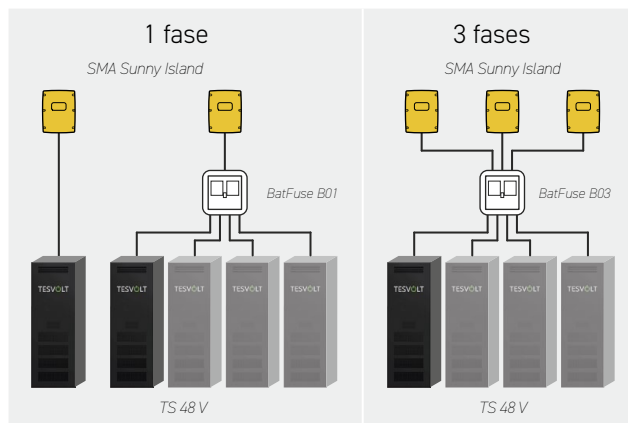 1 fase
SMA Sunny Island
BatFuse B01
TESVOLT
TESVOLT
TESVOLT
TESVOLT
TESVOLT
TS 48 V
3 fases
SMA Sunny Island
BatFuse B03
TESVOLT
TESVOLT
TESVOLT
TESVOLT
TS 48 V